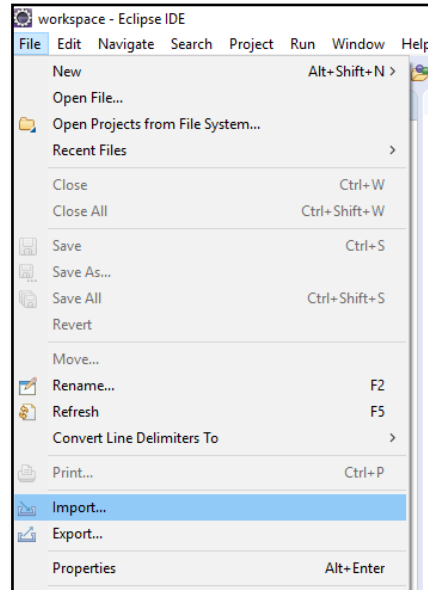 workspace - Eclipse IDE
File Edit Navigate Search Project Run Window Help
New Alt+Shift+N >
Open File...
Open Projects from File System...
Recent Files >
Close Ctrl+W
Close All Ctrl+Shift+W
Save Ctrl+S
Save As...
Save All Ctrl+Shift+S
Revert
Move...
Rename... F2
Refresh F5
Convert Line Delimiters To >
Print... Ctrl+P
Import...
Export...
Properties Alt+Enter